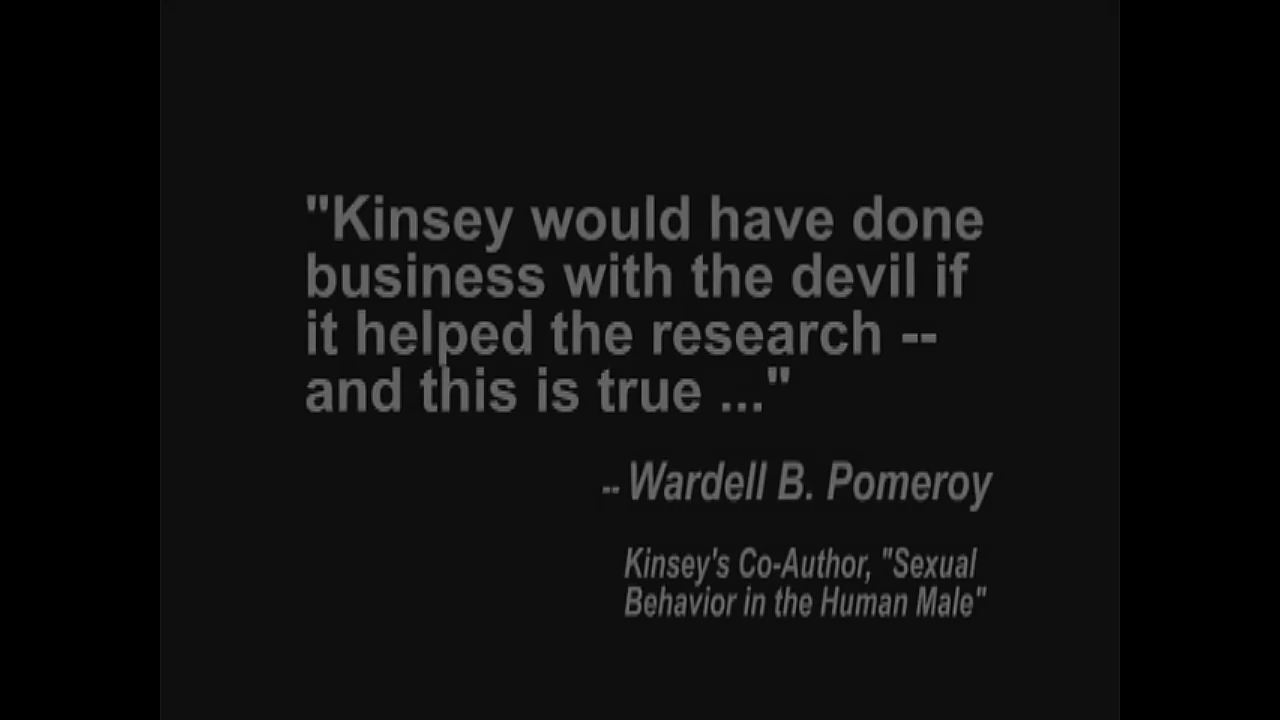 "Kinsey would have done
business with the devil if
it helped the research --
and this is true ..."
-- Wardell B. Pomeroy
Kinsey's Co-Author, "Sexual
Behavior in the Human Male"